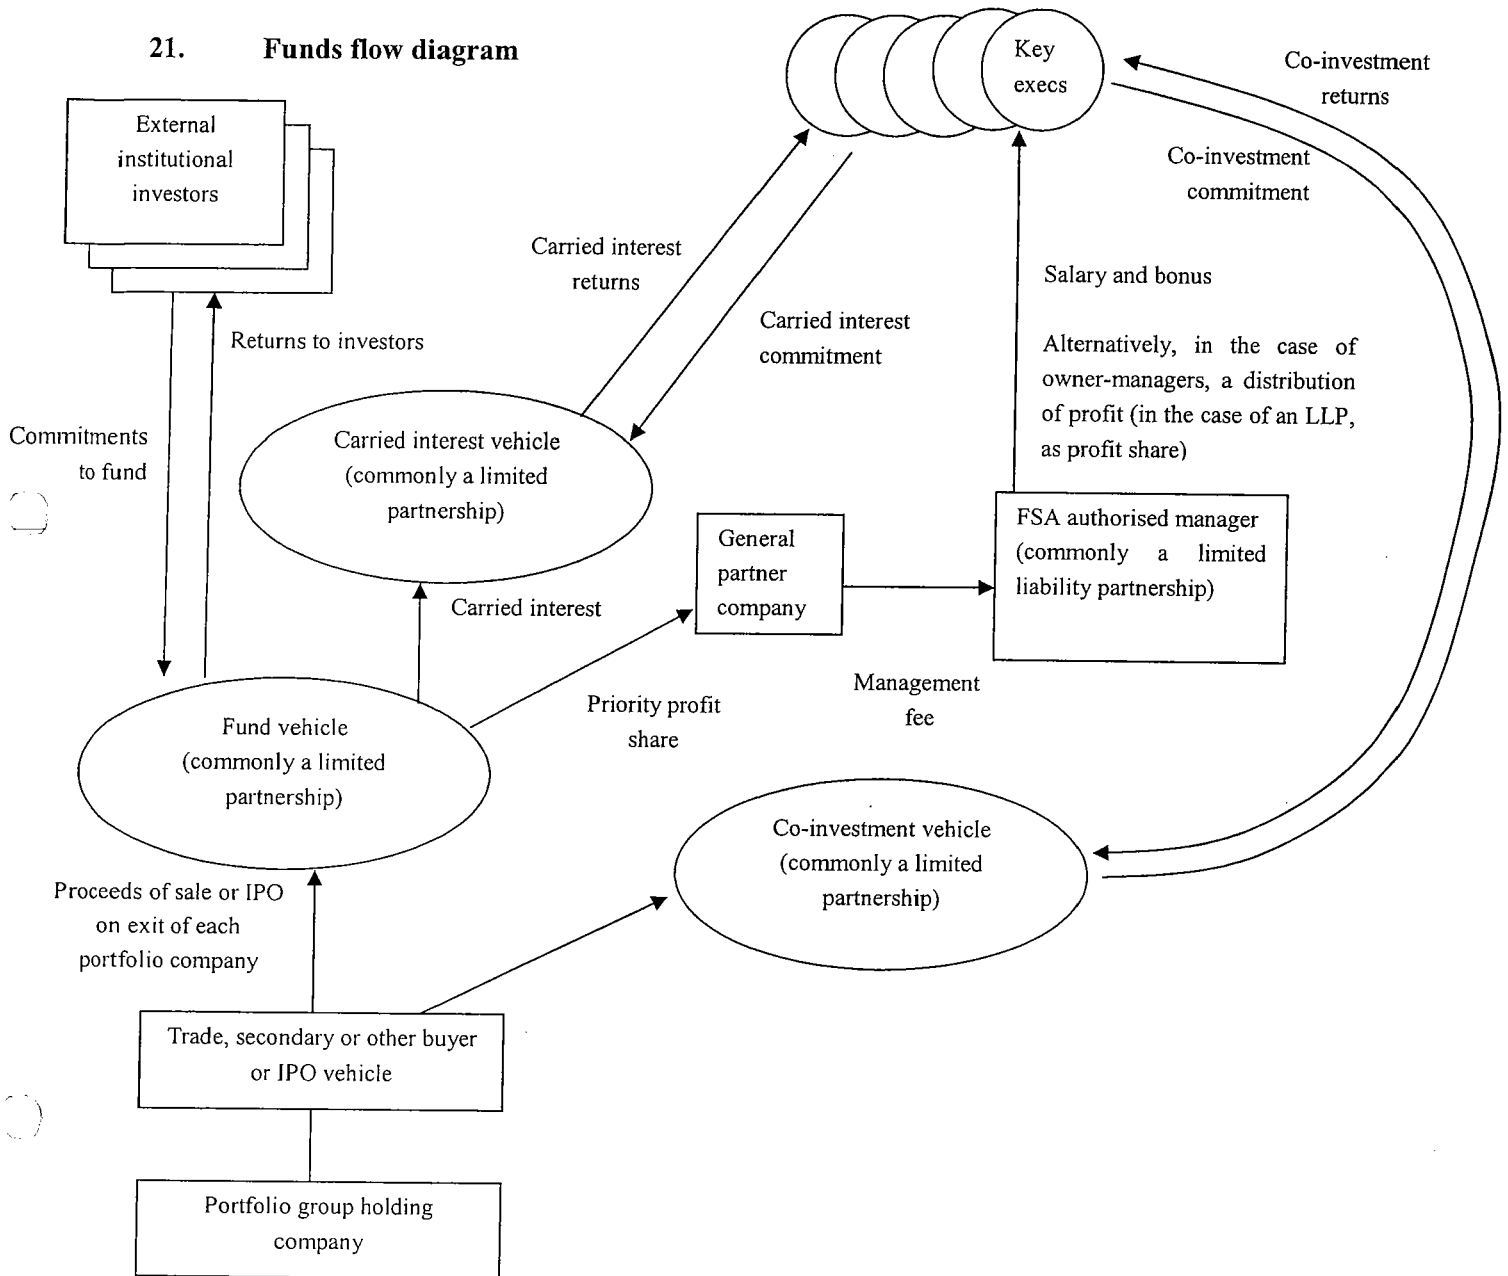 21. Funds flow diagram
Key
execs
Co-investment
returns
External
institutional
investors
Co-investment
commitment
Carried interest
returns
Salary and bonus
Returns to investors
Carried interest
commitment
Alternatively, in the case of
owner-managers, a distribution
of profit (in the case of an LLP,
as profit share)
Commitments
to fund
Carried interest vehicle
(commonly a limited
partnership)
General
partner
company
FSA authorised manager
(commonly a limited
liability partnership)
Carried interest
Priority profit
share
Management
fee
Fund vehicle
(commonly a limited
partnership)
Co-investment vehicle
(commonly a limited
partnership)
Proceeds of sale or IPO
on exit of each
portfolio company
Trade, secondary or other buyer
or IPO vehicle
Portfolio group holding
company